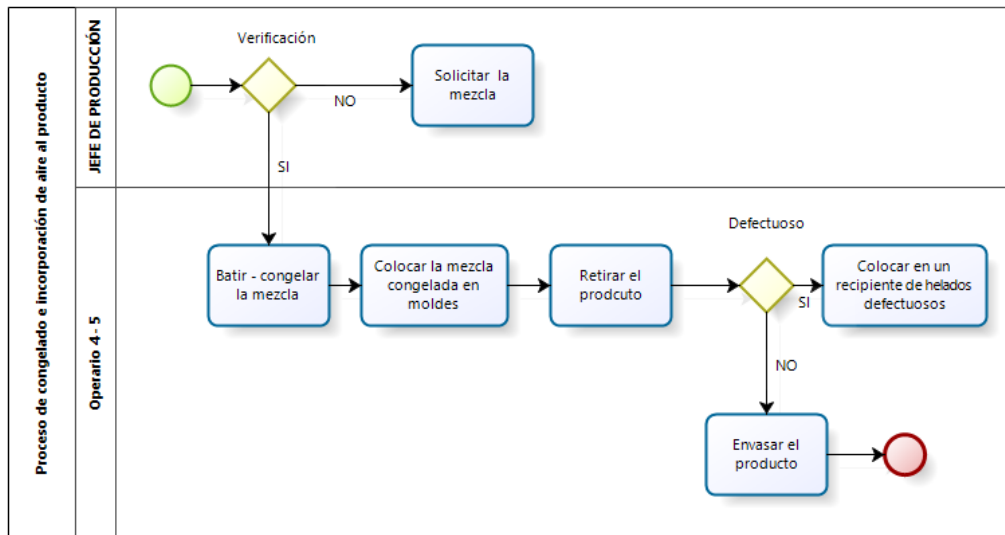 Proceso de congelado e incorporación de aire al producto
JEFE DE PRODUCCIÓN
Verificación
Solicitar la
mezcla
NO
SI
Operario 4 - 5
Batir - congelar
la mezcla
Colocar la mezcla
congelada en
moldes
Retirar el
prodcuto
Defectuoso
SI
Colocar en un
recipiente de helados
defectuosos
NO
Envasar el
producto